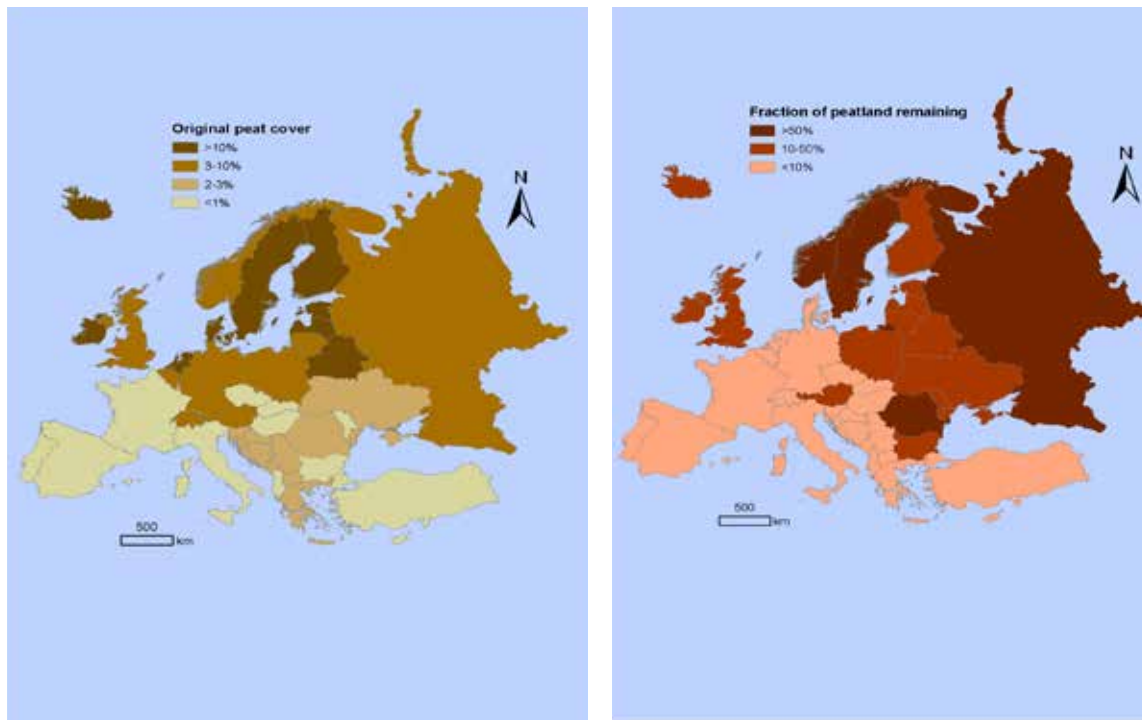 Original peat cover
>10%
3-10%
2-3%
<1%
N
500
km
Fraction of peatland remaining
>50%
10-50%
<10%
N
500
km